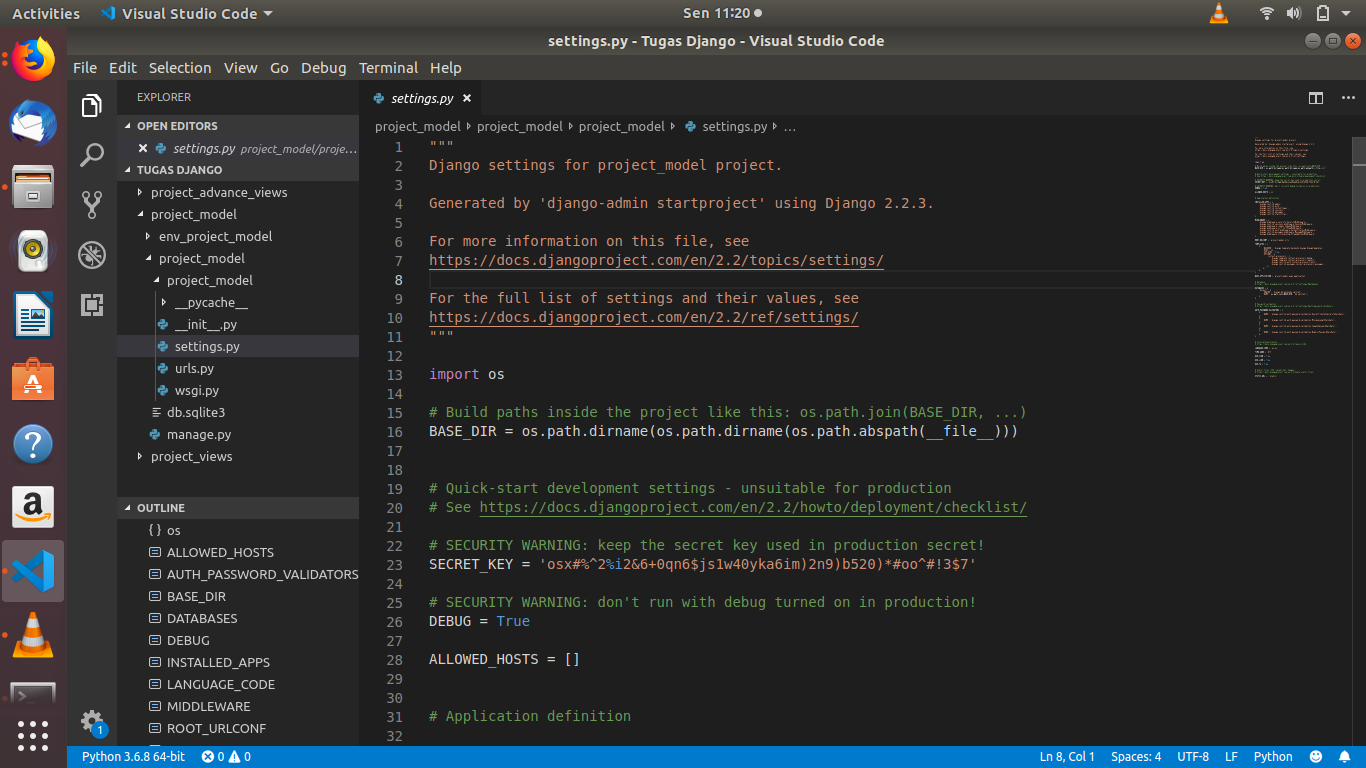 Activities
Visual Studio Code
Sen 11:20
settings.py - Tugas Django - Visual Studio Code
File Edit Selection View Go Debug Terminal Help
EXPLORER
OPEN EDITORS
settings.py project_model/proje...
TUGAS DJANGO
project_advance_views
project_model
env_project_model
project_model
project_model
__pycache__
__init__.py
settings.py
urls.py
wsgi.py
db.sqlite3
manage.py
project_views
OUTLINE
{} os
ALLOWED_HOSTS
AUTH_PASSWORD_VALIDATORS
BASE_DIR
DATABASES
DEBUG
INSTALLED_APPS
LANGUAGE_CODE
MIDDLEWARE
ROOT_URLCONF
1
settings.py
project_model project_model project_model settings.py ...
1 """
2 Django settings for project_model project.
3
4 Generated by 'django-admin startproject' using Django 2.2.3.
5
6 For more information on this file, see
7 https://docs.djangoproject.com/en/2.2/topics/settings/
8
9 For the full list of settings and their values, see
10 https://docs.djangoproject.com/en/2.2/ref/settings/
11 """
12
13 import os
14
15 # Build paths inside the project like this: os.path.join(BASE_DIR, ...)
16 BASE_DIR = os.path.dirname(os.path.dirname(os.path.abspath(__file__)))
17
18
19 # Quick-start development settings - unsuitable for production
20 # See https://docs.djangoproject.com/en/2.2/howto/deployment/checklist/
21
22 # SECURITY WARNING: keep the secret key used in production secret!
23 SECRET_KEY = 'osx#%^2%i2&6+0qn6$js1w40yka6im)2n9)b520)*#oo^#!3$7'
24
25 # SECURITY WARNING: don't run with debug turned on in production!
26 DEBUG = True
27
28 ALLOWED_HOSTS = []
29
30
31 # Application definition
32
Python 3.6.8 64-bit 0 0 Ln 8, Col 1 Spaces: 4 UTF-8 LF Python